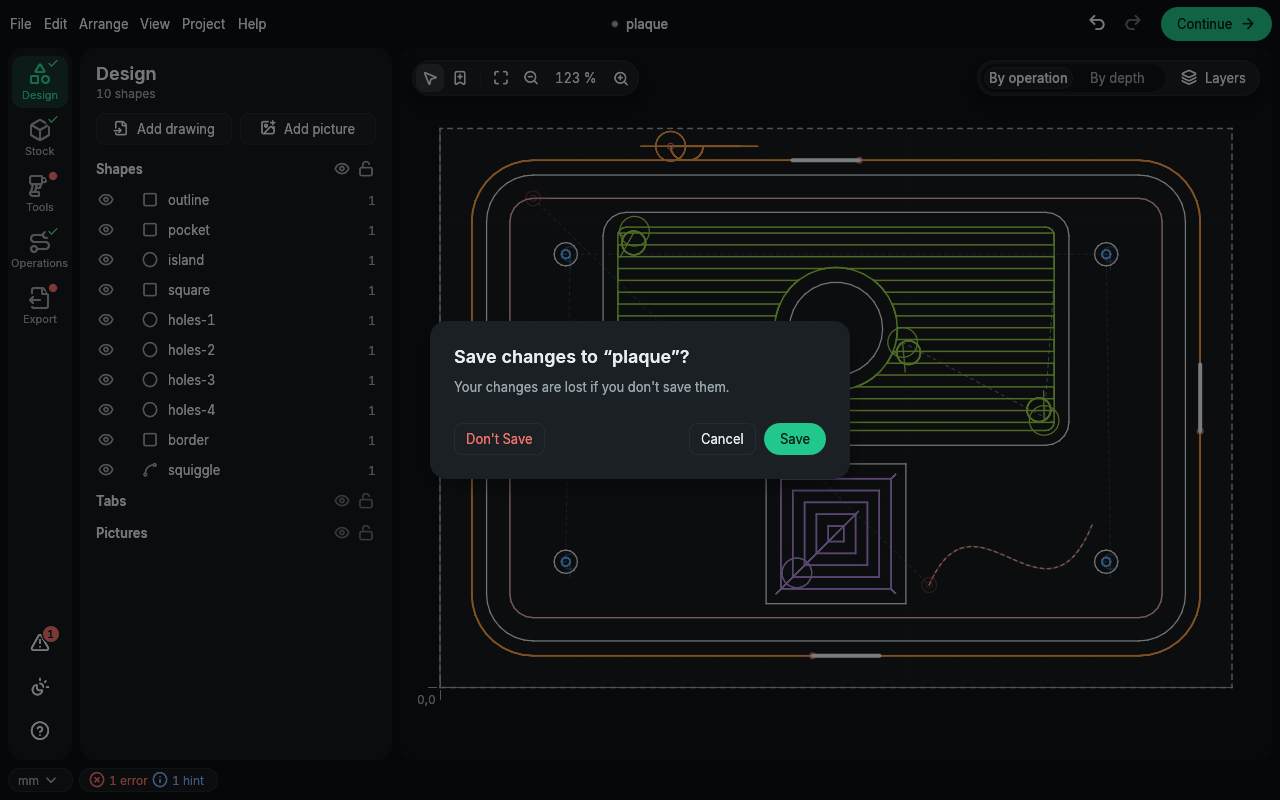 File Edit Arrange View Project Help
plaque
Continue
Design
Stock
Tools
Operations
Export
1
Design
10 shapes
Add drawing
Add picture
Shapes
outline 1
pocket 1
island 1
square 1
holes-1 1
holes-2 1
holes-3 1
holes-4 1
border 1
squiggle 1
Tabs
Pictures
123 %
By operation
By depth
Layers
Save changes to “plaque”?
Your changes are lost if you don't save them.
Don't Save
Cancel
Save
0,0
mm
1 error
1 hint